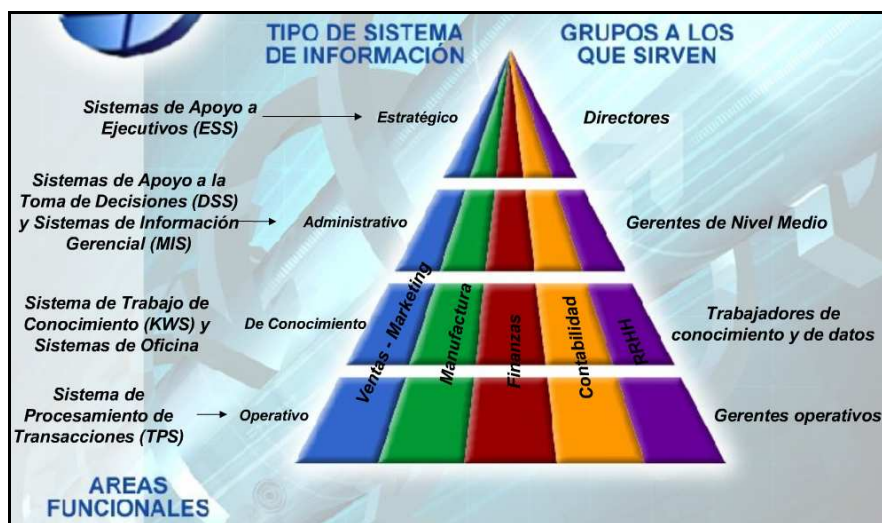 TIPO DE SISTEMA
DE INFORMACIÓN
GRUPOS A LOS
QUE SIRVEN
Sistemas de Apoyo a
Ejecutivos (ESS)
Estratégico
Directores
Sistemas de Apoyo a la
Toma de Decisiones (DSS)
y Sistemas de Información
Gerencial (MIS)
Administrativo
Gerentes de Nivel Medio
Sistema de Trabajo de
Conocimiento (KWS) y
Sistemas de Oficina
De Conocimiento
Ventas - Marketing
Manufactura
Finanzas
Contabilidad
RRHH
Trabajadores de
conocimiento y de datos
Sistema de
Procesamiento de
Transacciones (TPS)
Operativo
Gerentes operativos
AREAS
FUNCIONALES